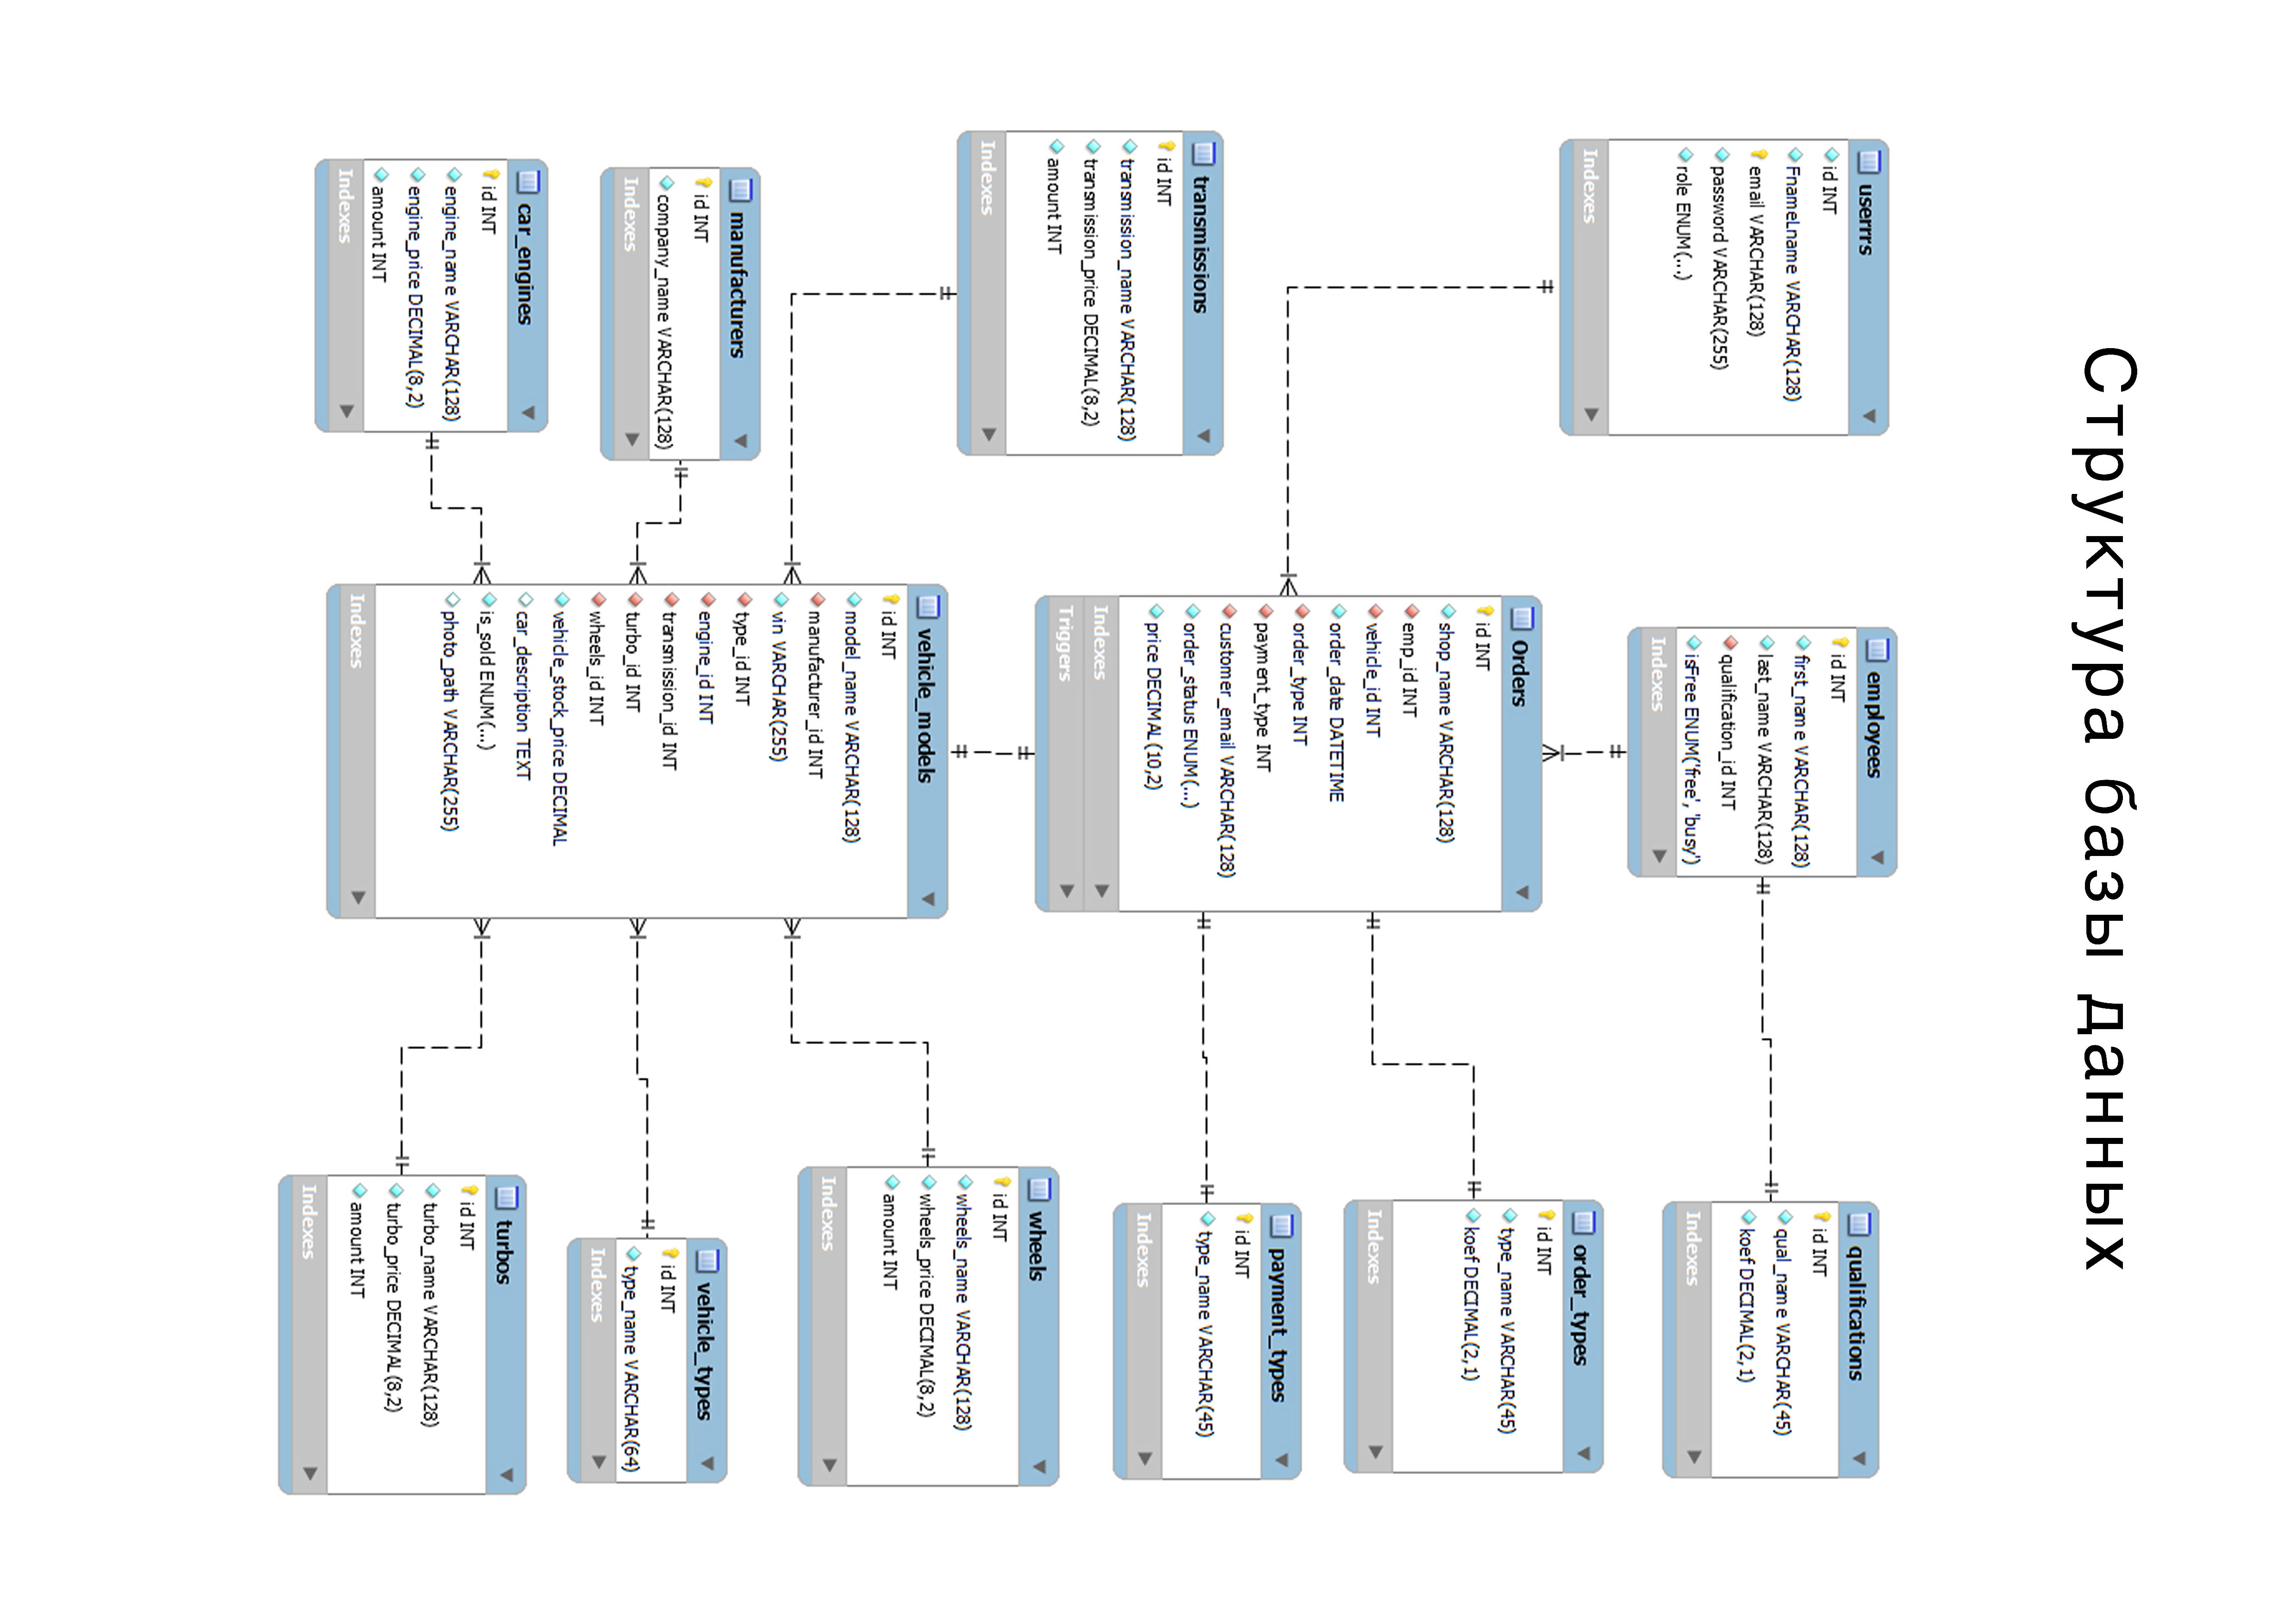 Структура базы данных
userrrs
id INT
FnameLname VARCHAR(128)
email VARCHAR(128)
password VARCHAR(255)
role ENUM(...)
Indexes
employees
id INT
first_name VARCHAR(128)
last_name VARCHAR(128)
qualification_id INT
isFree ENUM('free', 'busy')
Indexes
qualifications
id INT
qual_name VARCHAR(45)
koef DECIMAL(2,1)
Indexes
transmissions
id INT
transmission_name VARCHAR(128)
transmission_price DECIMAL(8,2)
amount INT
Indexes
Orders
id INT
shop_name VARCHAR(128)
emp_id INT
vehicle_id INT
order_date DATETIME
order_type INT
payment_type INT
customer_email VARCHAR(128)
order_status ENUM(...)
price DECIMAL(10,2)
Indexes
Triggers
order_types
id INT
type_name VARCHAR(45)
koef DECIMAL(2,1)
Indexes
payment_types
id INT
type_name VARCHAR(45)
Indexes
manufacturers
id INT
company_name VARCHAR(128)
Indexes
car_engines
id INT
engine_name VARCHAR(128)
engine_price DECIMAL(8,2)
amount INT
Indexes
vehicle_models
id INT
model_name VARCHAR(128)
manufacturer_id INT
vin VARCHAR(255)
type_id INT
engine_id INT
transmission_id INT
turbo_id INT
wheels_id INT
vehicle_stock_price DECIMAL
car_description TEXT
is_sold ENUM(...)
photo_path VARCHAR(255)
Indexes
wheels
id INT
wheels_name VARCHAR(128)
wheels_price DECIMAL(8,2)
amount INT
Indexes
vehicle_types
id INT
type_name VARCHAR(64)
Indexes
turbos
id INT
turbo_name VARCHAR(128)
turbo_price DECIMAL(8,2)
amount INT
Indexes